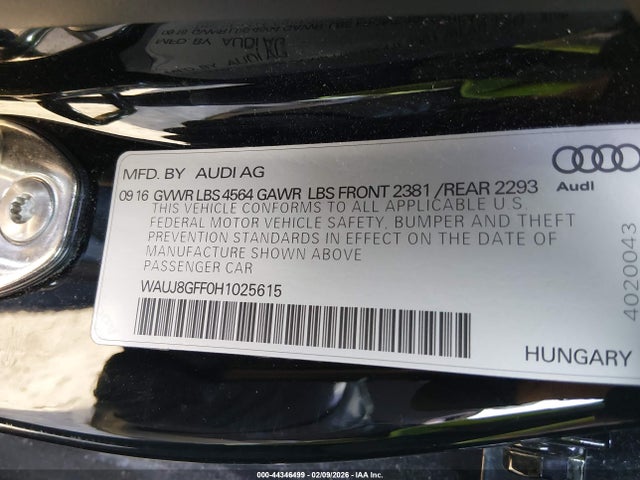 MFD. BY AUDI AG
09 16 GVWR LBS 4564 GAWR LBS FRONT 2381 /REAR 2293
THIS VEHICLE CONFORMS TO ALL APPLICABLE U.S.
FEDERAL MOTOR VEHICLE SAFETY, BUMPER AND THEFT
PREVENTION STANDARDS IN EFFECT ON THE DATE OF
MANUFACTURE SHOWN ABOVE
PASSENGER CAR
WAUJ8GFF0H1025615
Audi
4020043
HUNGARY
000-44346499 - 02/09/2026 - COPYRIGHT IAA, INC.